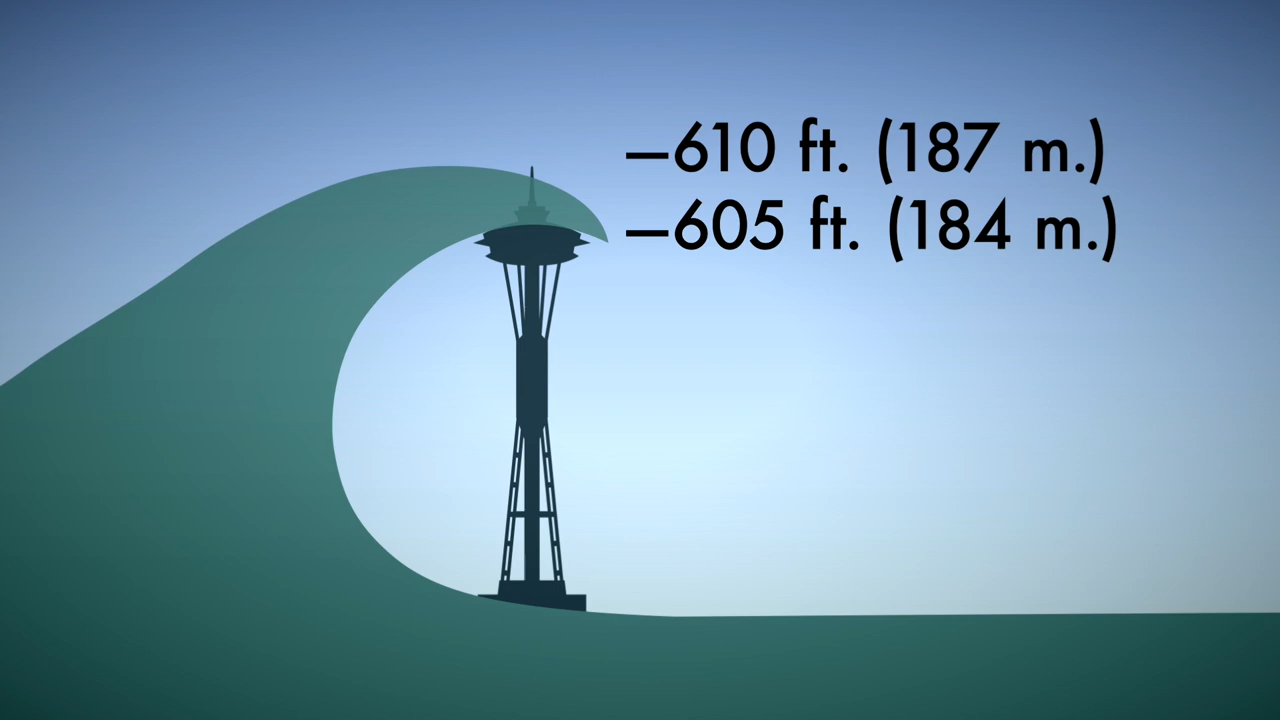 —610 ft. (187 m.)
—605 ft. (184 m.)